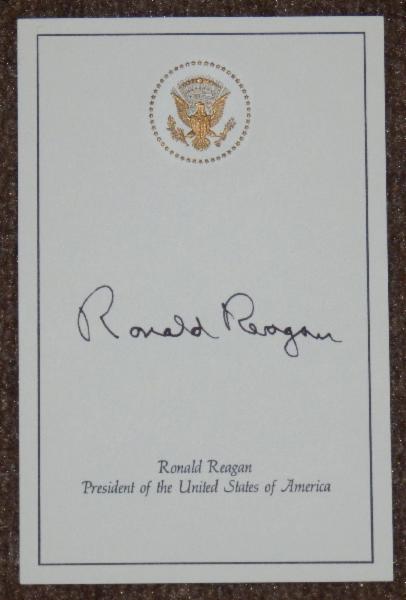 Ronald Reagan
Ronald Reagan
President of the United States of America